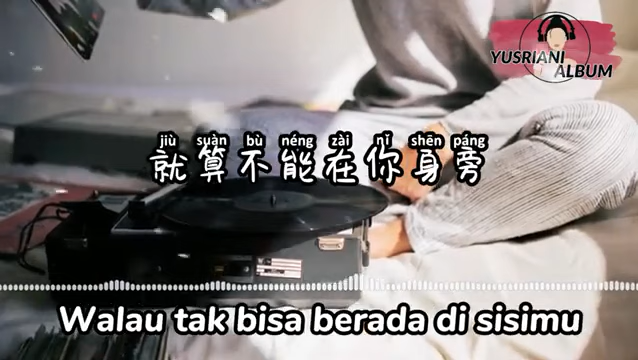 YUSRIANI
ALBUM
jiù suàn bù néng zài nǐ shēn páng
就算不能在你身旁
Walau tak bisa berada di sisimu